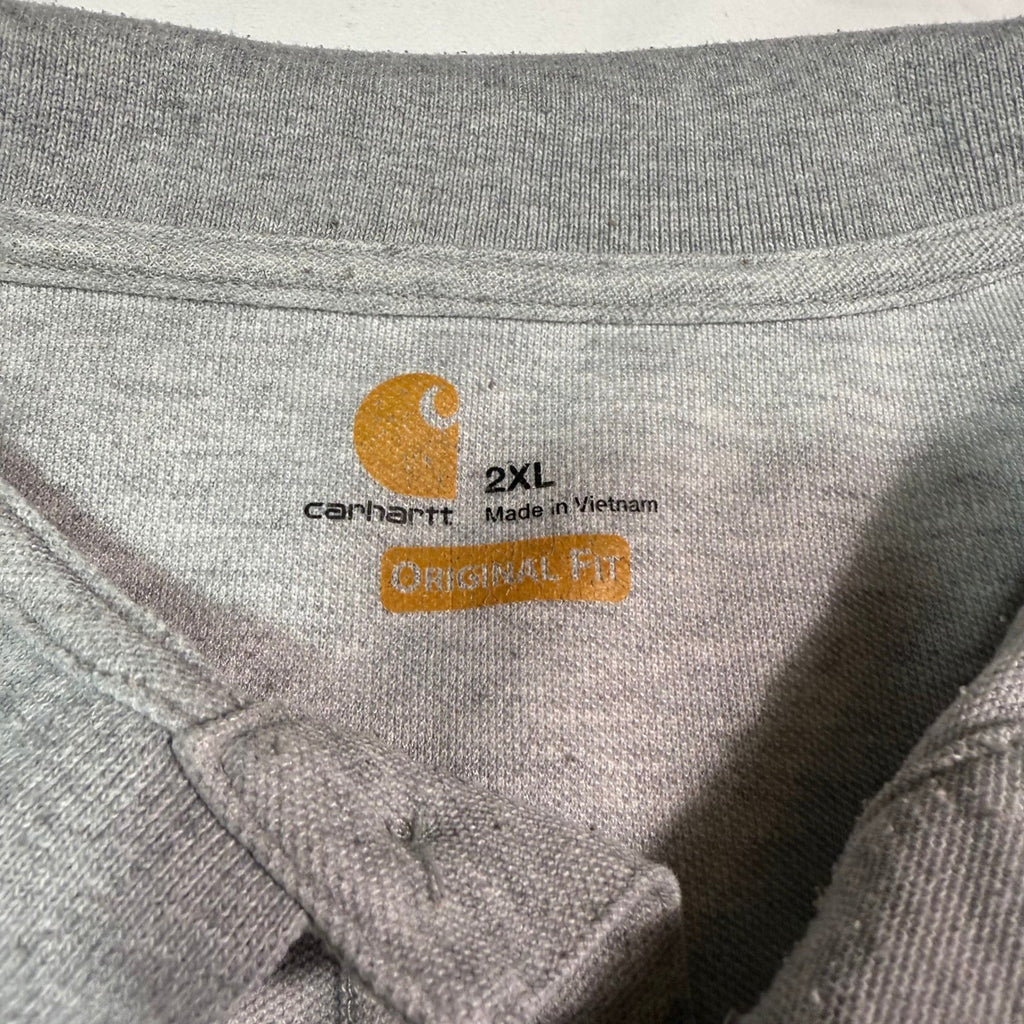 carhartt
2XL
Made in Vietnam
ORIGINAL FIT